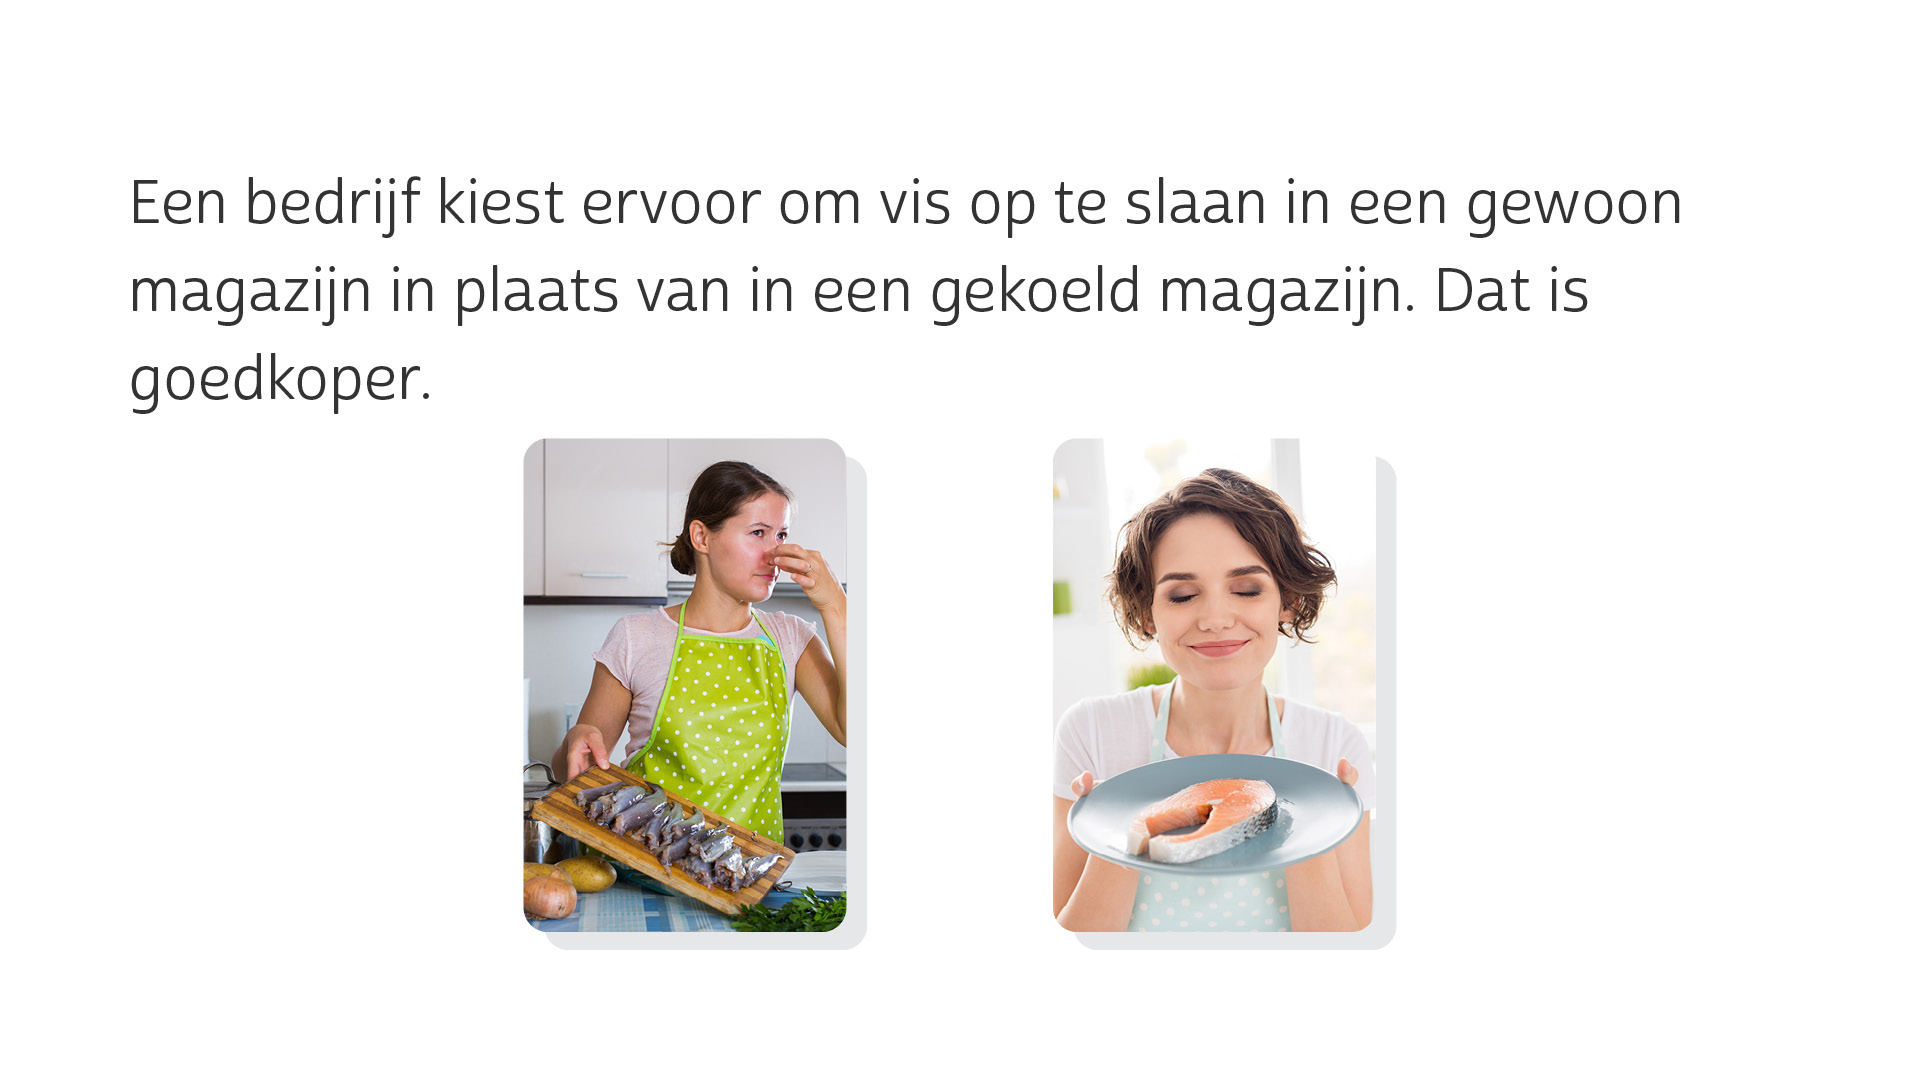 Een bedrijf kiest ervoor om vis op te slaan in een gewoon
magazijn in plaats van in een gekoeld magazijn. Dat is
goedkoper.